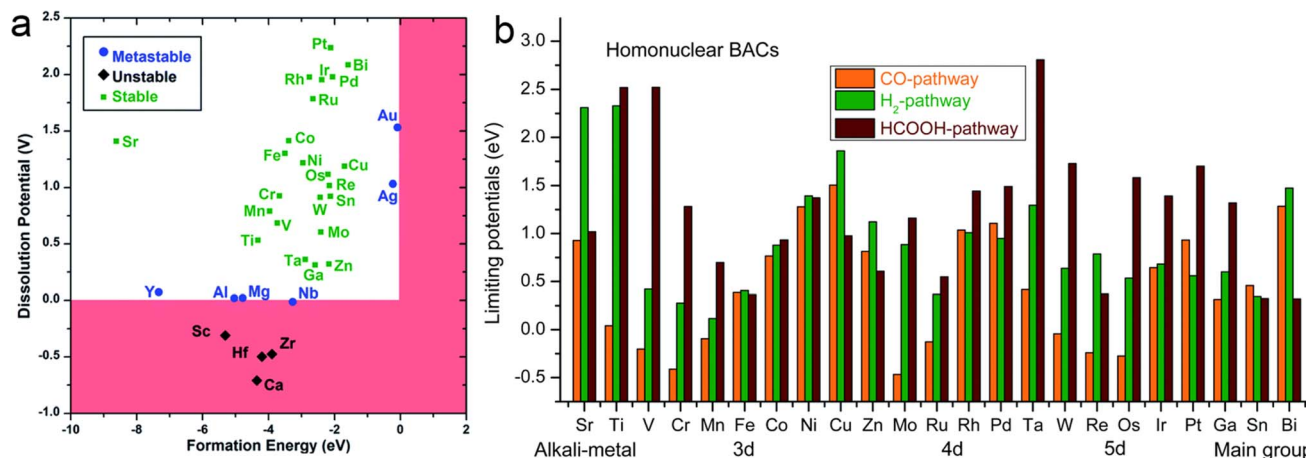 a
Dissolution Potential (V)
2.5
2.0
1.5
1.0
0.5
0.0
-0.5
-1.0
-10
-8
-6
-4
-2
0
2
Formation Energy (eV)
Metastable
Unstable
Stable
Pt
Bi
Ir
Rh
Pd
Ru
Au
Sr
Co
Fe
Ni
Cu
Os
Re
Ag
Cr
Sn
W
Mn
V
Mo
Ti
Ta
Zn
Ga
Y
Al
Mg
Nb
Sc
Hf
Zr
Ca
b
Limiting potentials (eV)
3.0
2.5
2.0
1.5
1.0
0.5
0.0
-0.5
Homonuclear BACs
CO-pathway
H₂-pathway
HCOOH-pathway
Sr Ti V Cr Mn Fe Co Ni Cu Zn Mo Ru Rh Pd Ta W Re Os Ir Pt Ga Sn Bi
Alkali-metal 3d 4d 5d Main group